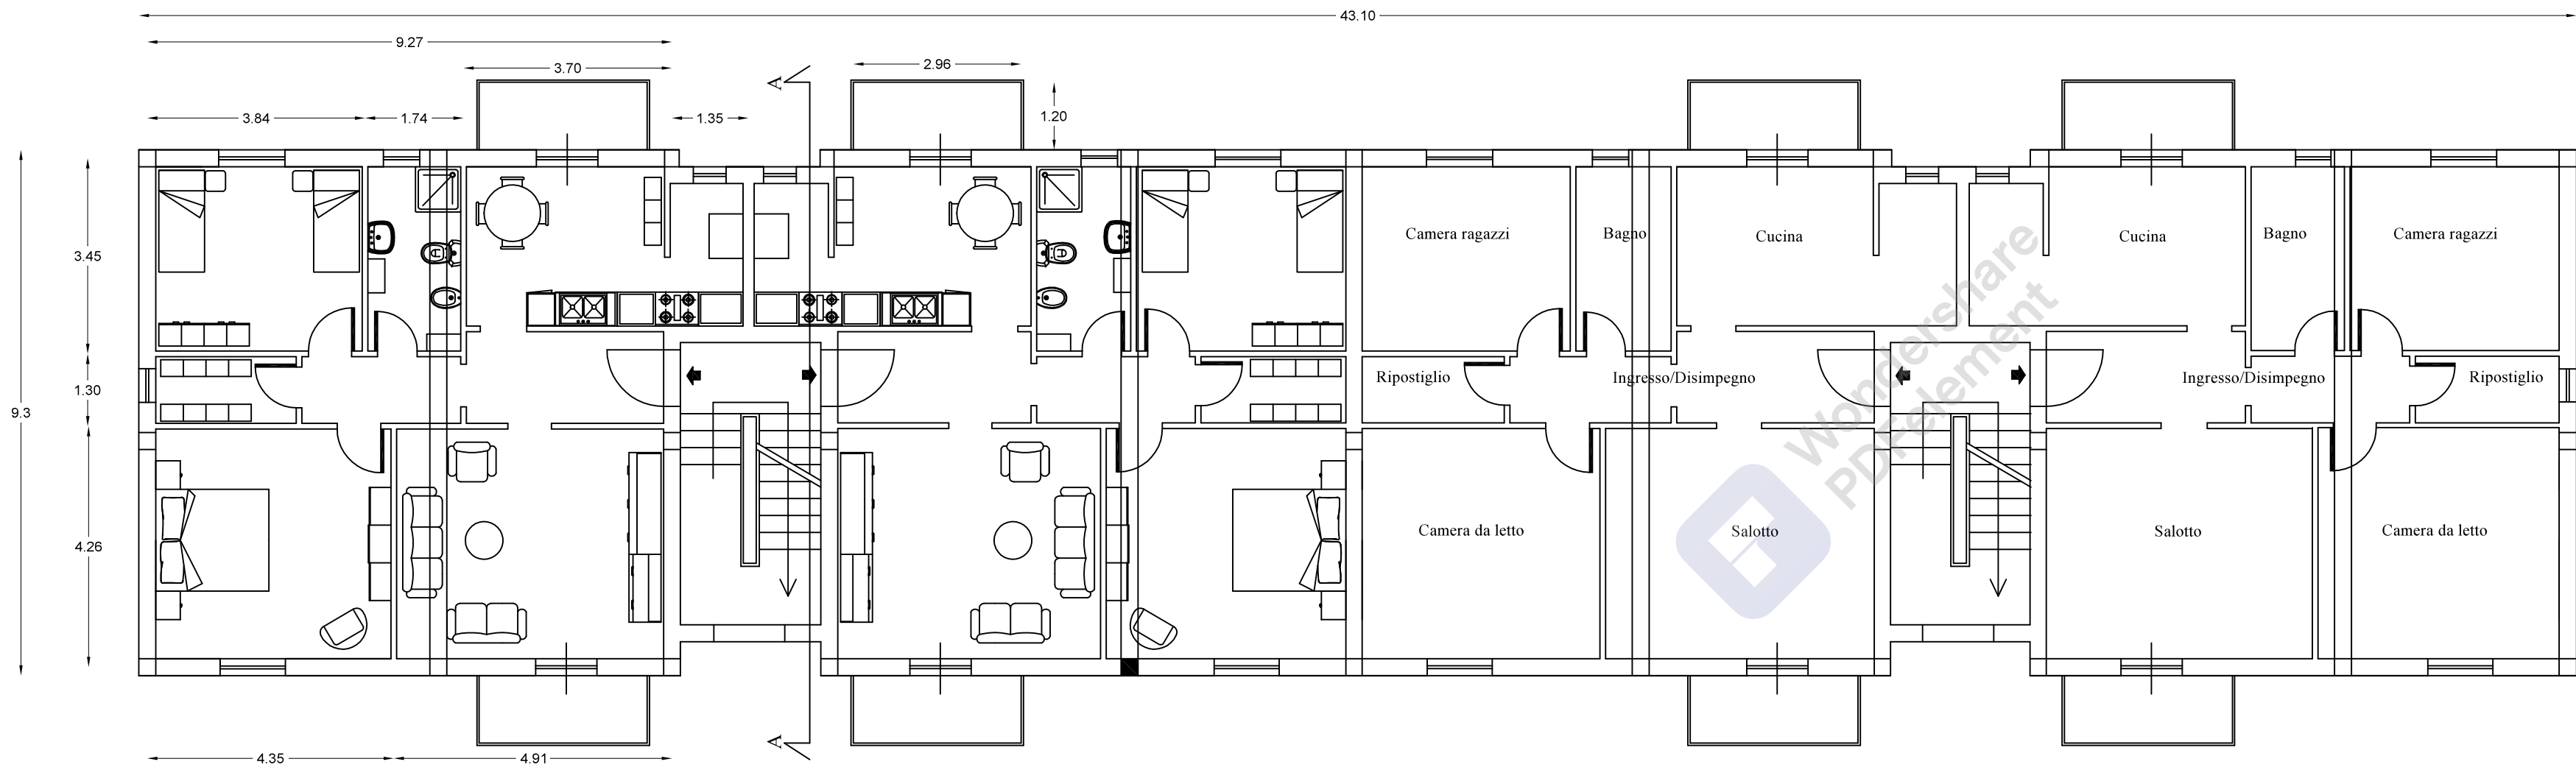 43.10
9.27
3.70
2.96
A
3.84
1.74
1.35
1.20
3.45
Camera ragazzi
Bagno
Cucina
Cucina
Bagno
Camera ragazzi
Wondershare
PDFelement
1.30
Ripostiglio
Ingresso/Disimpegno
Ingresso/Disimpegno
Ripostiglio
9.3
4.26
Camera da letto
Salotto
Salotto
Camera da letto
A
4.35
4.91